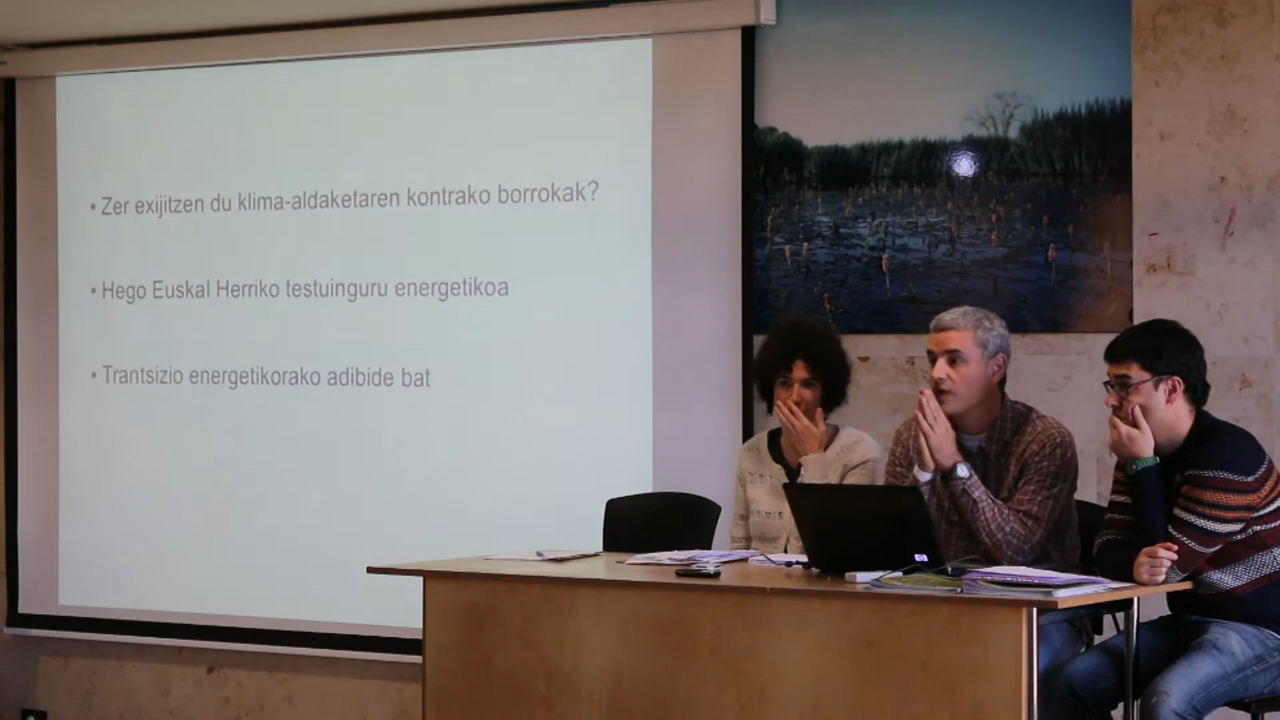 • Zer exijitzen du klima-aldaketaren kontrako borrokak?
• Hego Euskal Herriko testuinguru energetikoa
• Trantsizio energetikorako adibide bat